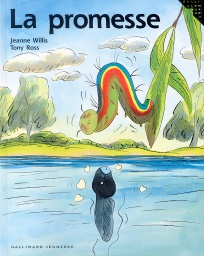 La promesse
Jeanne Willis
Tony Ross
GALLIMARD JEUNESSE